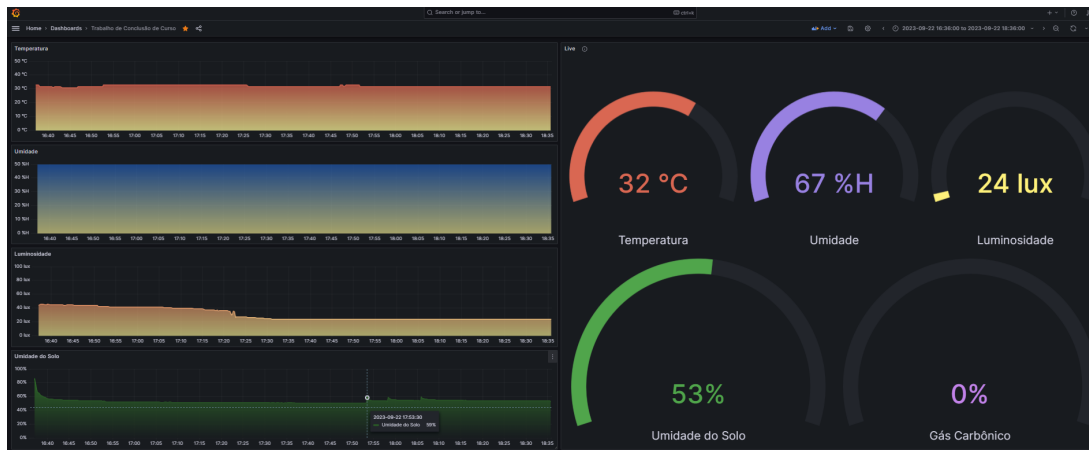 Search or jump to...
Home › Dashboards › Trabalho de Conclusão de Curso
Add
2023-09-22 16:36:00 to 2023-09-22 18:36:00
Temperatura
50 °C
40 °C
30 °C
20 °C
10 °C
0 °C
16:40 16:45 16:50 16:55 17:00 17:05 17:10 17:15 17:20 17:25 17:30 17:35 17:40 17:45 17:50 17:55 18:00 18:05 18:10 18:15 18:20 18:25 18:30 18:35
Umidade
50 %H
40 %H
30 %H
20 %H
10 %H
0 %H
16:40 16:45 16:50 16:55 17:00 17:05 17:10 17:15 17:20 17:25 17:30 17:35 17:40 17:45 17:50 17:55 18:00 18:05 18:10 18:15 18:20 18:25 18:30 18:35
Luminosidade
100 lux
80 lux
60 lux
40 lux
20 lux
0 lux
16:40 16:45 16:50 16:55 17:00 17:05 17:10 17:15 17:20 17:25 17:30 17:35 17:40 17:45 17:50 17:55 18:00 18:05 18:10 18:15 18:20 18:25 18:30 18:35
Umidade do Solo
100%
80%
60%
40%
20%
0%
2023-09-22 17:53:30
Umidade do Solo 59%
16:40 16:45 16:50 16:55 17:00 17:05 17:10 17:15 17:20 17:25 17:30 17:35 17:40 17:45 17:50 17:55 18:00 18:05 18:10 18:15 18:20 18:25 18:30 18:35
Live
32 °C
67 %H
24 lux
Temperatura
Umidade
Luminosidade
53%
0%
Umidade do Solo
Gás Carbônico